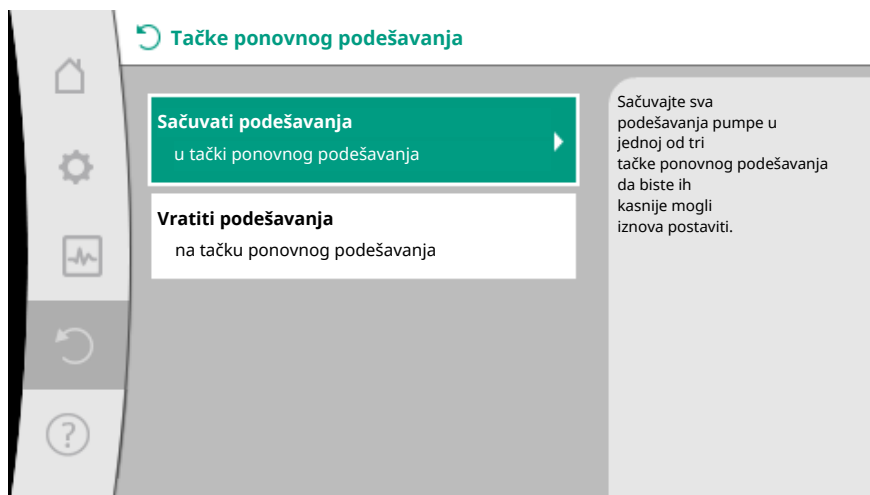 Tačke ponovnog podešavanja
Sačuvati podešavanja
u tački ponovnog podešavanja
Vratiti podešavanja
na tačku ponovnog podešavanja
Sačuvajte sva
podešavanja pumpe u
jednoj od tri
tačke ponovnog podešavanja
da biste ih
kasnije mogli
iznova postaviti.